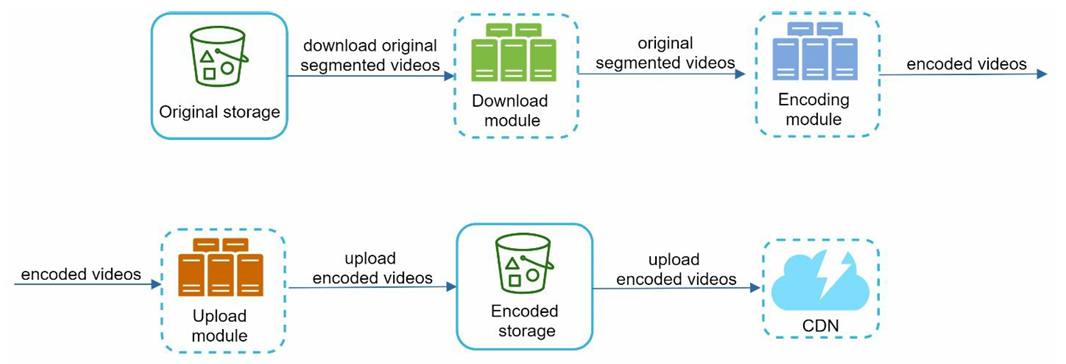 download original
segmented videos
original
segmented videos
encoded videos
Original storage
Download
module
Encoding
module
encoded videos
upload
encoded videos
upload
encoded videos
Upload
module
Encoded
storage
CDN